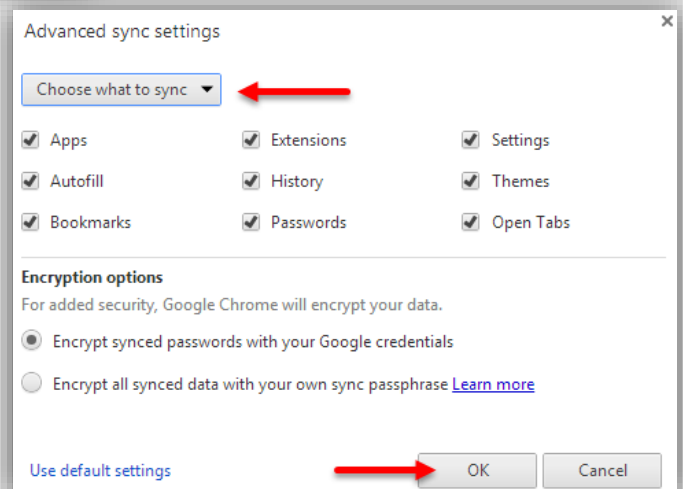 Advanced sync settings
Choose what to sync
Apps Extensions Settings
Autofill History Themes
Bookmarks Passwords Open Tabs
Encryption options
For added security, Google Chrome will encrypt your data.
Encrypt synced passwords with your Google credentials
Encrypt all synced data with your own sync passphrase Learn more
Use default settings OK Cancel